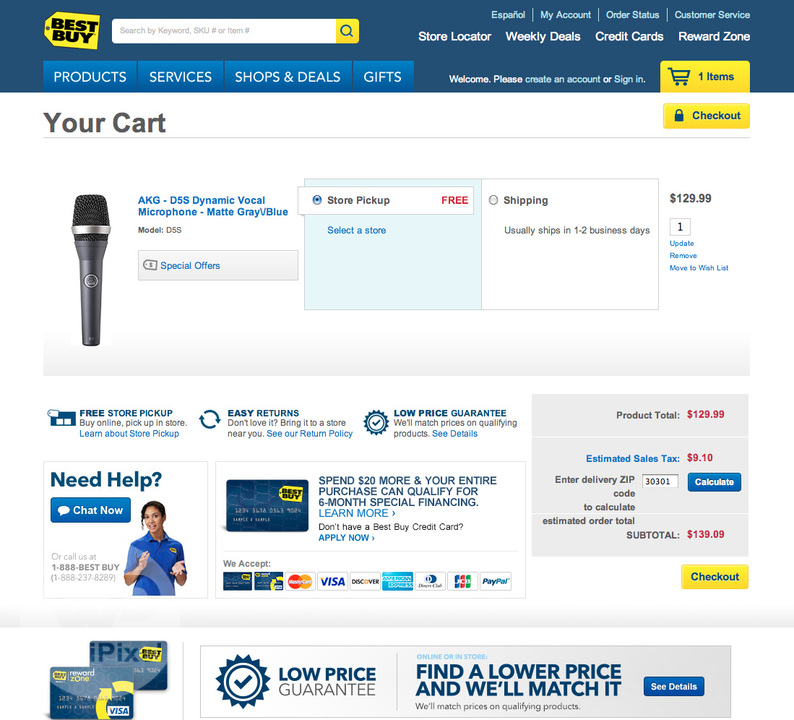 BEST BUY
Search by Keyword, SKU # or Item #
Español | My Account | Order Status | Customer Service
Store Locator Weekly Deals Credit Cards Reward Zone
PRODUCTS SERVICES SHOPS & DEALS GIFTS
Welcome. Please create an account or Sign in.
1 Items
Your Cart
Checkout
AKG - D5S Dynamic Vocal
Microphone - Matte Gray\/Blue
Model: D5S
Special Offers
Store Pickup FREE
Select a store
Shipping
Usually ships in 1-2 business days
$129.99
1
Update
Remove
Move to Wish List
FREE STORE PICKUP
Buy online, pick up in store.
Learn about Store Pickup
EASY RETURNS
Don't love it? Bring it to a store
near you. See our Return Policy
LOW PRICE GUARANTEE
We'll match prices on qualifying
products. See Details
Product Total: $129.99
Estimated Sales Tax: $9.10
Enter delivery ZIP
code
to calculate
estimated order total
30301
Calculate
SUBTOTAL: $139.09
Checkout
Need Help?
Chat Now
Or call us at
1-888-BEST BUY
(1-888-237-8289)
BEST BUY
1234 5678 9024
SPEND $20 MORE & YOUR ENTIRE
PURCHASE CAN QUALIFY FOR
6-MONTH SPECIAL FINANCING.
LEARN MORE ›
Don't have a Best Buy Credit Card?
APPLY NOW ›
We Accept:
MasterCard VISA DISCOVER AMERICAN EXPRESS Diners Club JCB PayPal
iPixel
BEST BUY
BEST BUY reward zone
VISA
LOW PRICE
GUARANTEE
ONLINE OR IN STORE:
FIND A LOWER PRICE
AND WE'LL MATCH IT
We'll match prices on qualifying products.
See Details